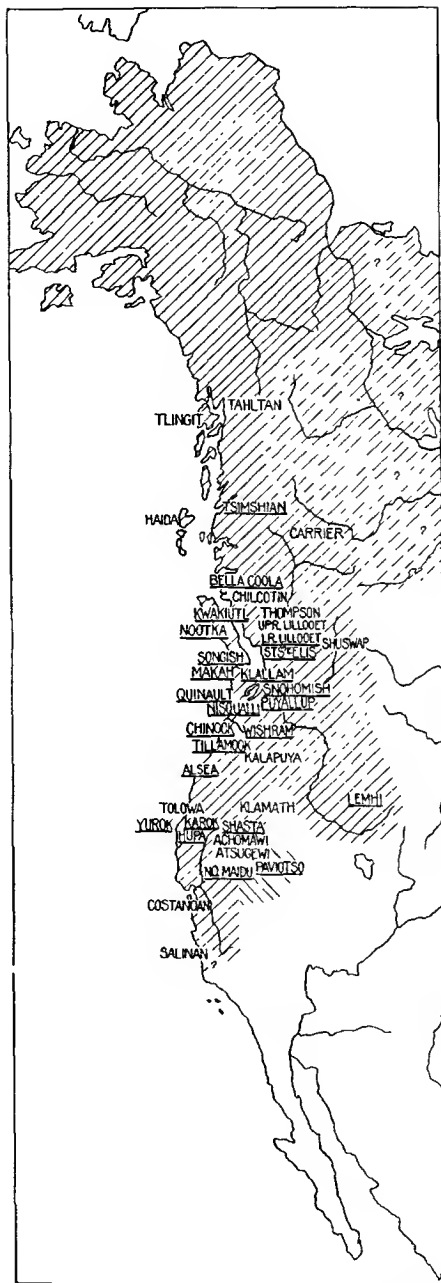 ?
?
?
TAHLTAN
TLINGIT
TSIMSHIAN
HAIDA
CARRIER
BELLA COOLA
CHILCOTIN
KWAKIUTL
THOMPSON
UPR. LILLOOET
NOOTKA
LR. LILLOOET
SHUSWAP
STSEELIS
SONGISH
MAKAH KLALLAM
QUINAULT
SNOHOMISH
NISQUALLI
PUYALLUP
CHINOOK
WISHRAM
TILLAMOOK
KALAPUYA
ALSEA
LEMHI
TOLOWA
KLAMATH
YUROK
KAROK
SHASTA
HUPA
ACHOMAWI
ATSUGEWI
NO. MAIDU
PAVIOTSO
COSTANOAN
SALINAN
?